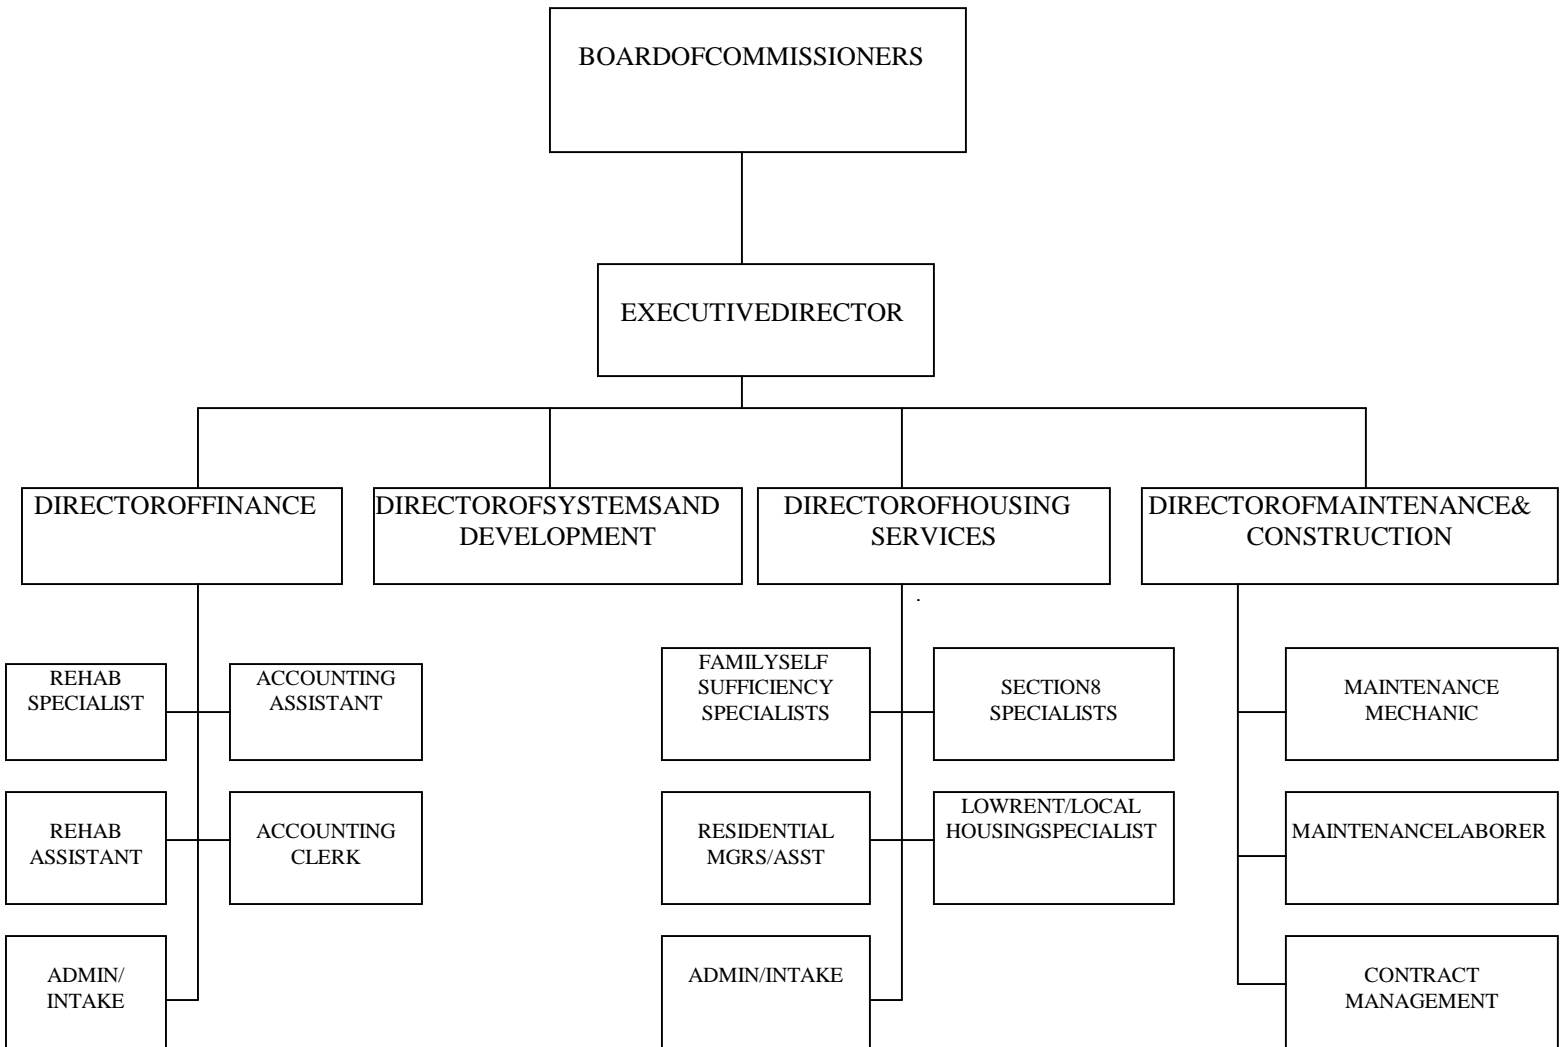 BOARDOFCOMMISSIONERS
EXECUTIVEDIRECTOR
DIRECTOROFFINANCE
DIRECTOROFSYSTEMSAND
DEVELOPMENT
DIRECTOROFHOUSING
SERVICES
DIRECTOROFMAINTENANCE&
CONSTRUCTION
.
REHAB
SPECIALIST
ACCOUNTING
ASSISTANT
FAMILYSELF
SUFFICIENCY
SPECIALISTS
SECTION8
SPECIALISTS
MAINTENANCE
MECHANIC
REHAB
ASSISTANT
ACCOUNTING
CLERK
RESIDENTIAL
MGRS/ASST
LOWRENT/LOCAL
HOUSINGSPECIALIST
MAINTENANCELABORER
ADMIN/
INTAKE
ADMIN/INTAKE
CONTRACT
MANAGEMENT